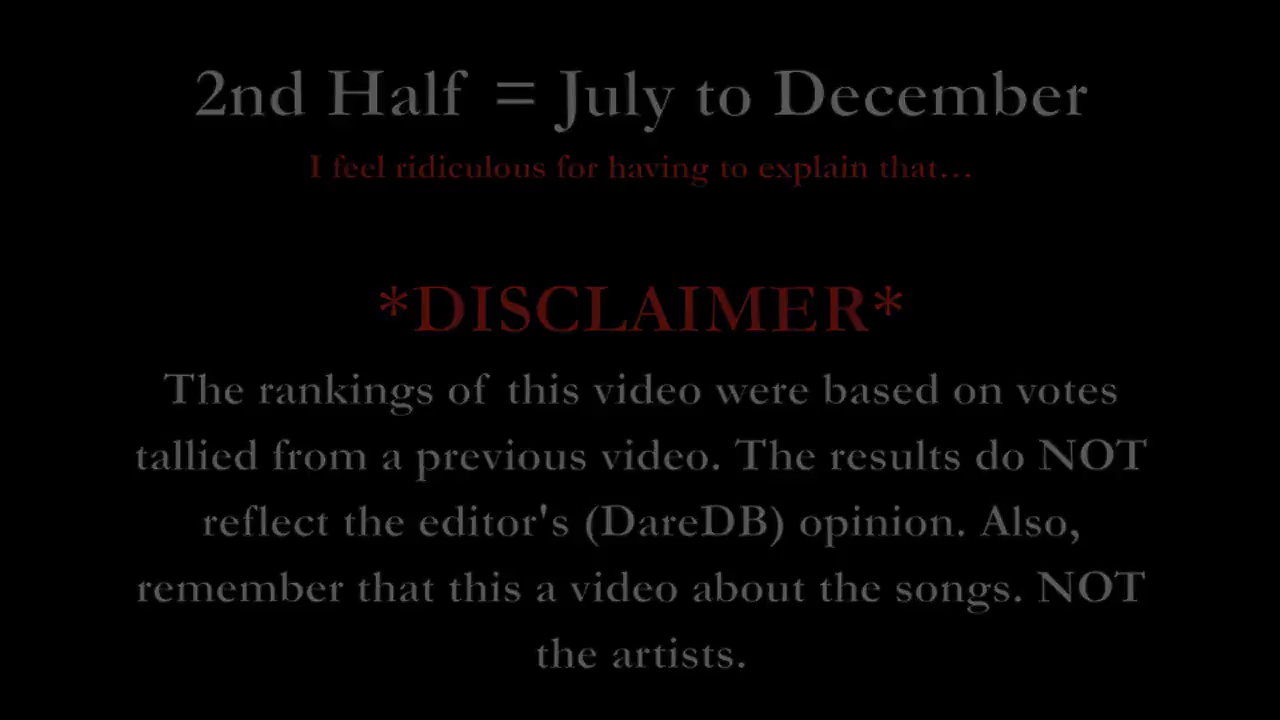 2nd Half = July to December
I feel ridiculous for having to explain that...
*DISCLAIMER*
The rankings of this video were based on votes
tallied from a previous video. The results do NOT
reflect the editor's (DareDB) opinion. Also,
remember that this a video about the songs. NOT
the artists.